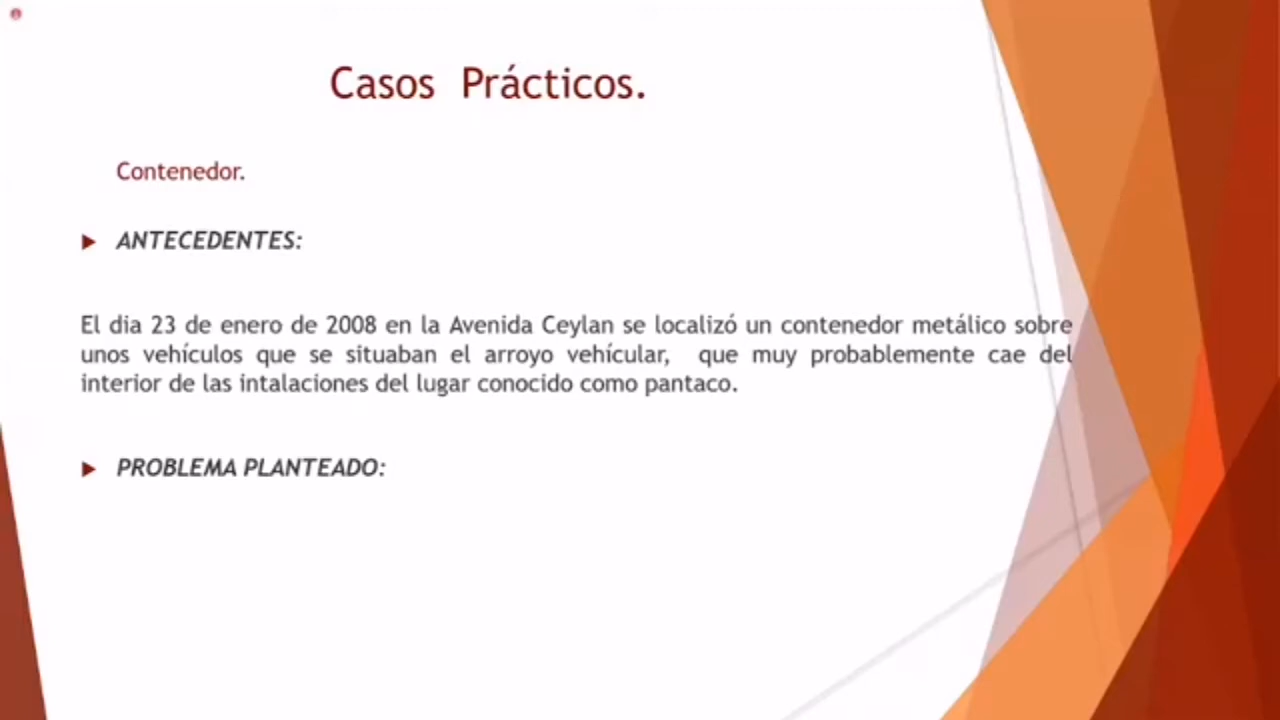 Casos Prácticos.
Contenedor.
ANTECEDENTES:
El dia 23 de enero de 2008 en la Avenida Ceylan se localizó un contenedor metálico sobre
unos vehículos que se situaban el arroyo vehícular, que muy probablemente cae del
interior de las intalaciones del lugar conocido como pantaco.
PROBLEMA PLANTEADO: